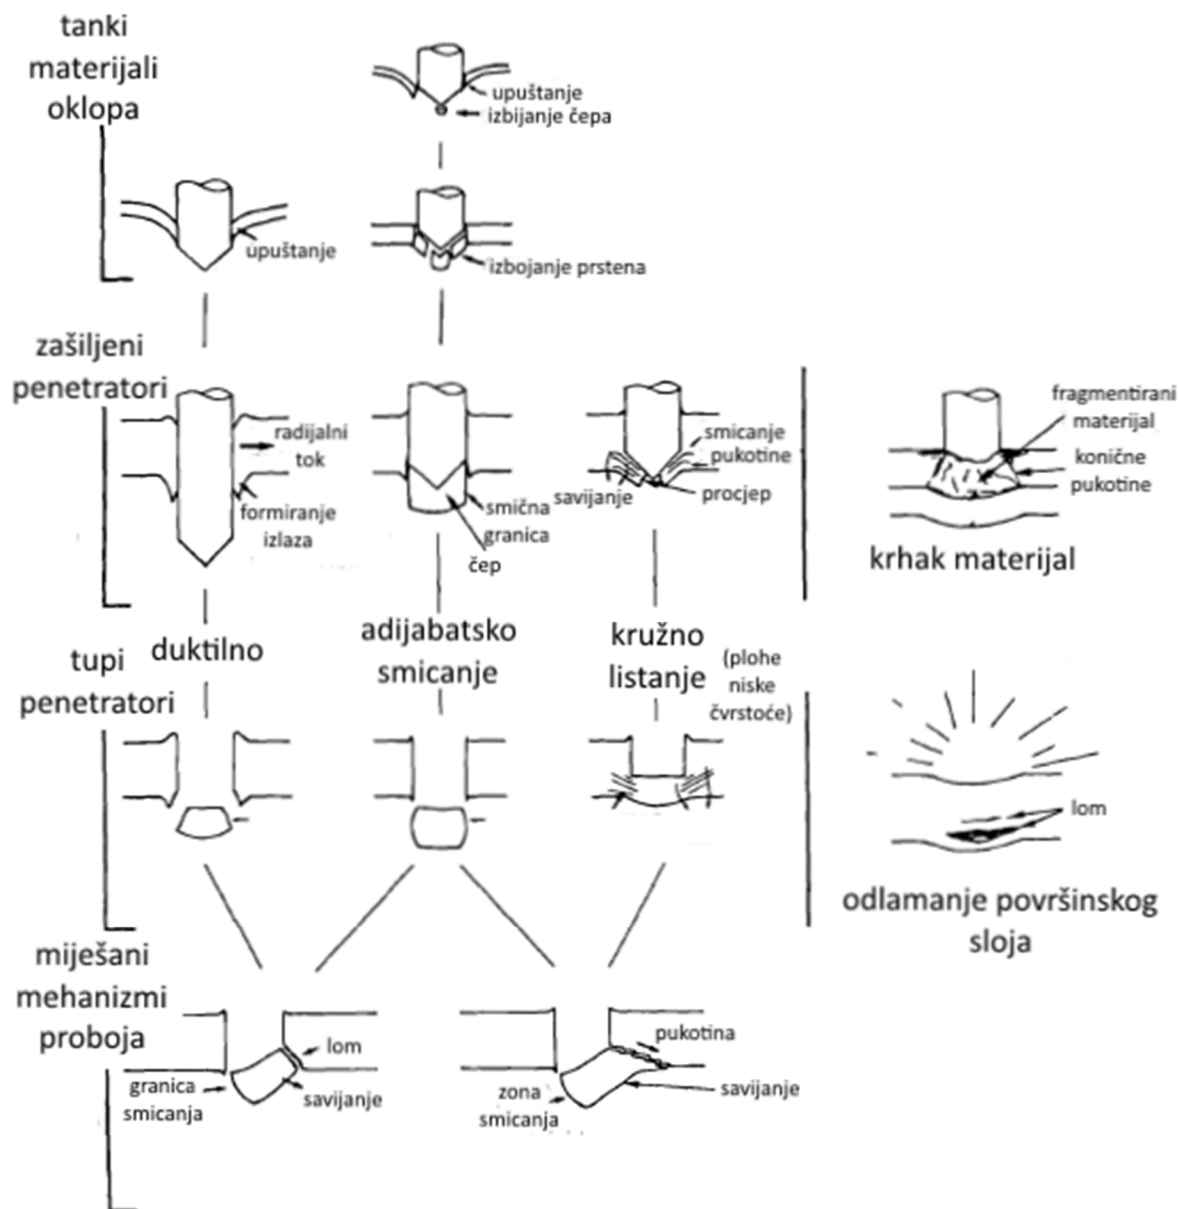 tanki
materijali
oklopa
upuštanje
izbijanje čepa
upuštanje
izbojanje prstena
zašiljeni
penetratori
radijalni
tok
formiranje
izlaza
smična
granica
čep
smicanje
pukotine
savijanje
procjep
fragmentirani
materijal
konične
pukotine
krhak materijal
tupi
penetratori
duktilno
adijabatsko
smicanje
kružno
listanje
(plohe
niske
čvrstoće)
lom
odlamanje površinskog
sloja
miješani
mehanizmi
proboja
granica
smicanja
lom
savijanje
zona
smicanja
pukotina
savijanje